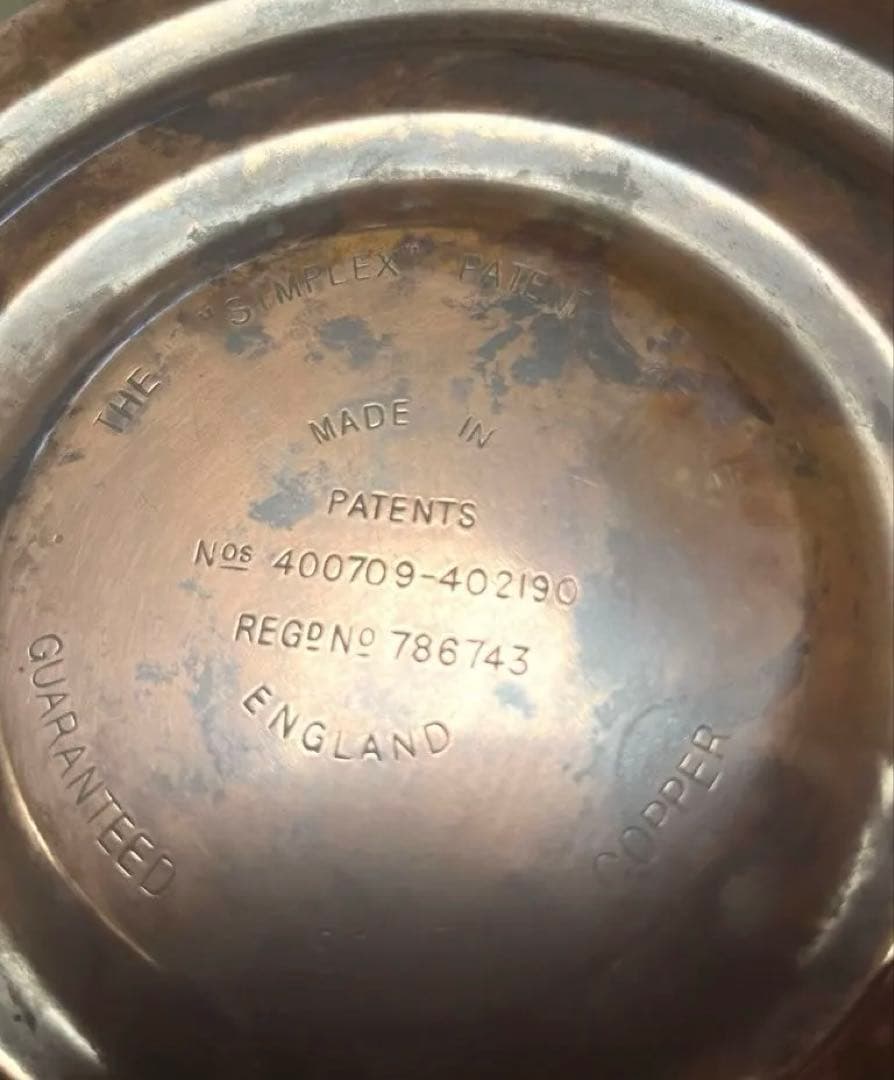 THE "SIMPLEX" PATENT
MADE IN
PATENTS
Nos 400709-402190
REGD No 786743
ENGLAND
GUARANTEED COPPER